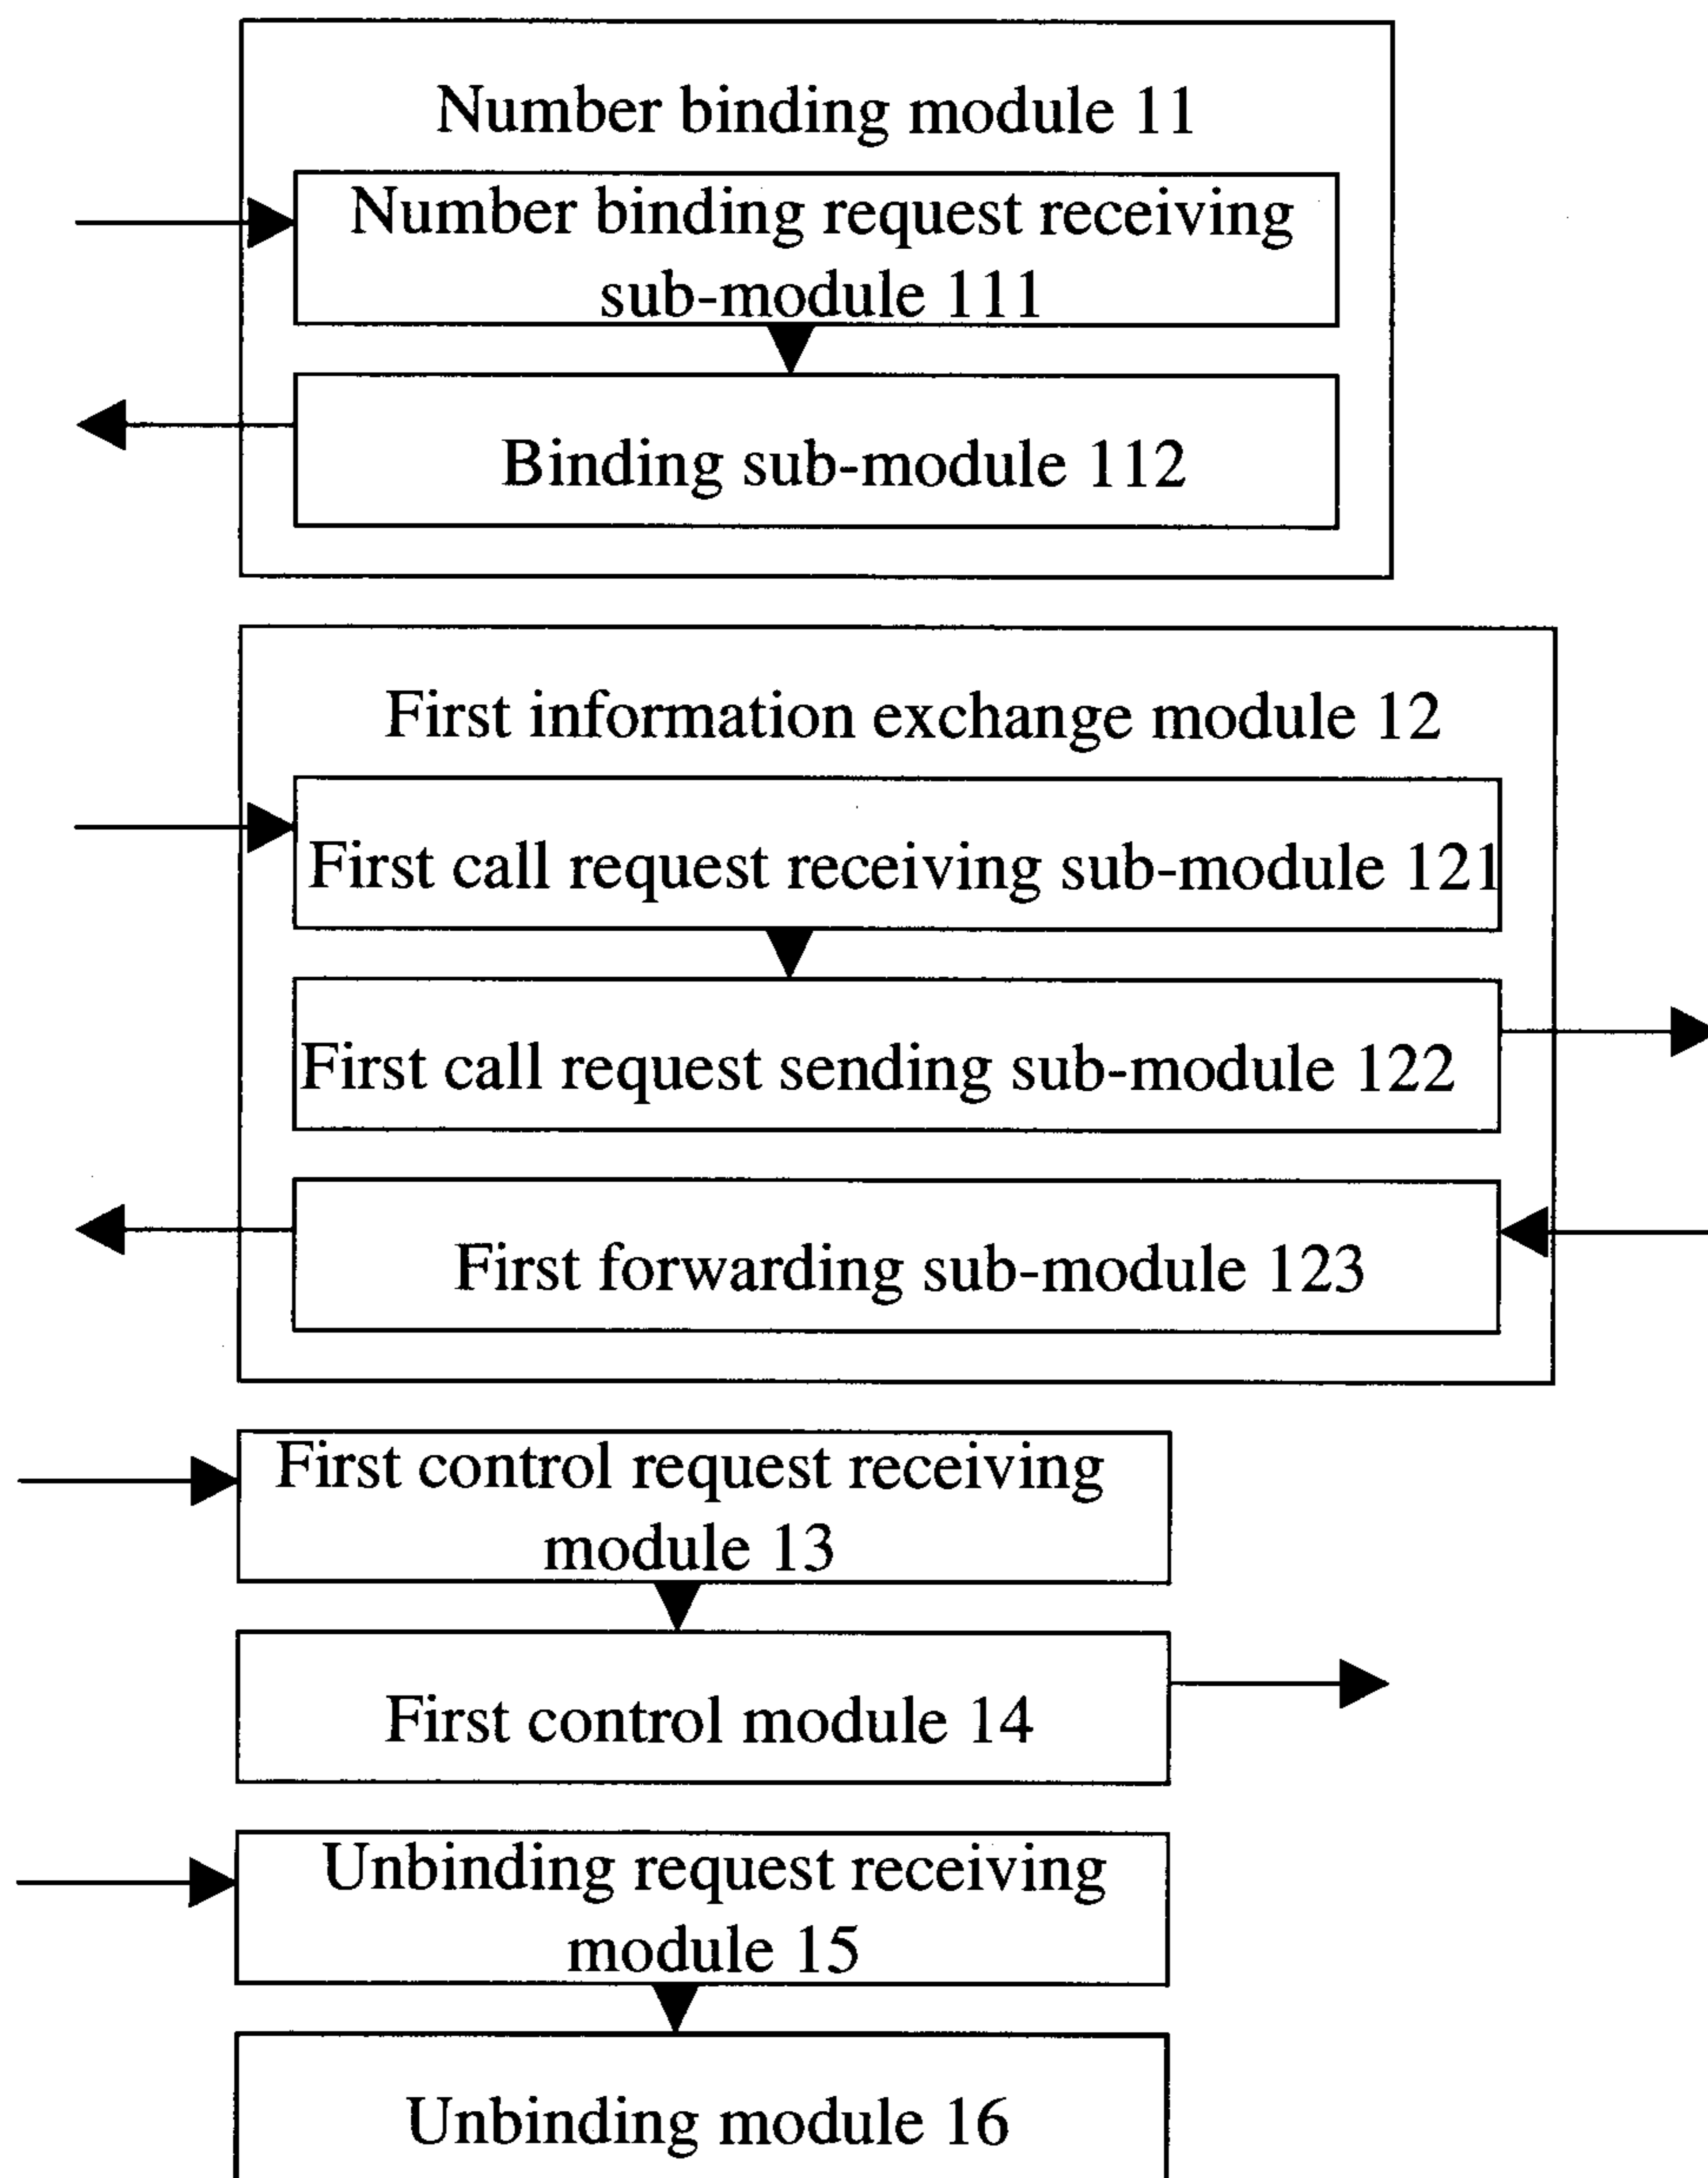 Number binding module 11
Number binding request receiving
sub-module 111
Binding sub-module 112
First information exchange module 12
First call request receiving sub-module 121
First call request sending sub-module 122
First forwarding sub-module 123
First control request receiving
module 13
First control module 14
Unbinding request receiving
module 15
Unbinding module 16